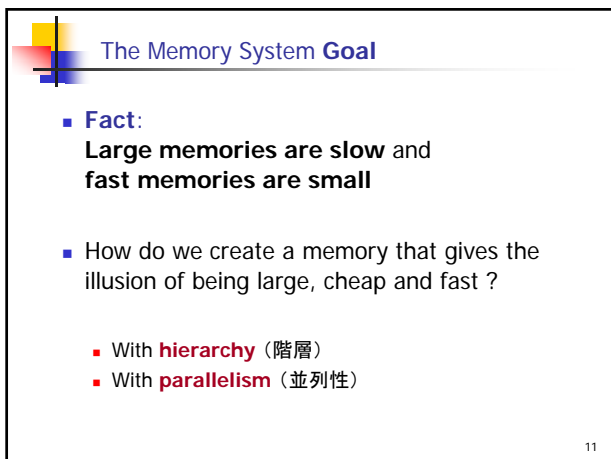 The Memory System Goal
Fact:
Large memories are slow and
fast memories are small
How do we create a memory that gives the
illusion of being large, cheap and fast ?
With hierarchy（階層）
With parallelism（並列性）
11